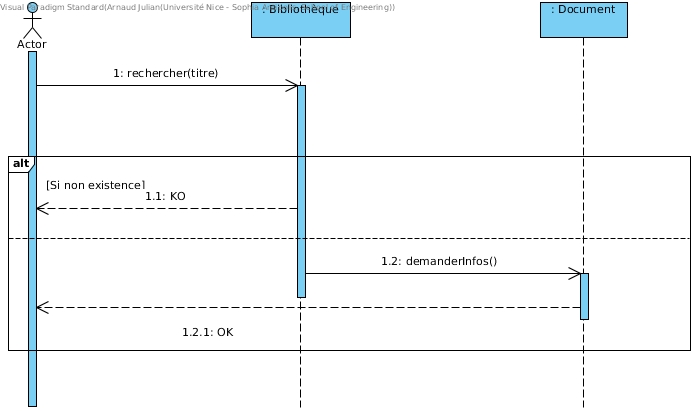 Visual Paradigm Standard(Arnaud Julian(Université Nice - Sophia Engineering))
: Bibliothèque
: Document
Actor
1: rechercher(titre)
alt
[Si non existence]
1.1: KO
1.2: demanderInfos()
1.2.1: OK